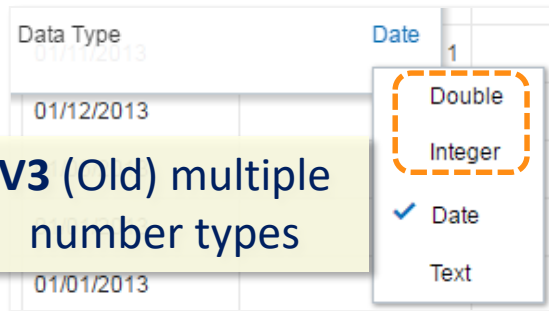 Data Type Date
01/11/2013 1
Double
01/12/2013
Integer
V3 (Old) multiple
number types
Date
Text
01/01/2013